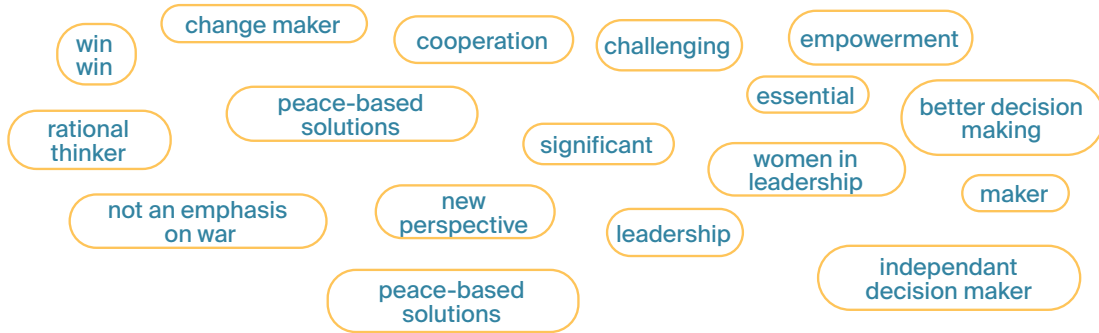 change maker
win
win
cooperation
challenging
empowerment
peace-based
solutions
essential
better decision
making
rational
thinker
significant
women in
leadership
maker
not an emphasis
on war
new
perspective
leadership
independant
decision maker
peace-based
solutions